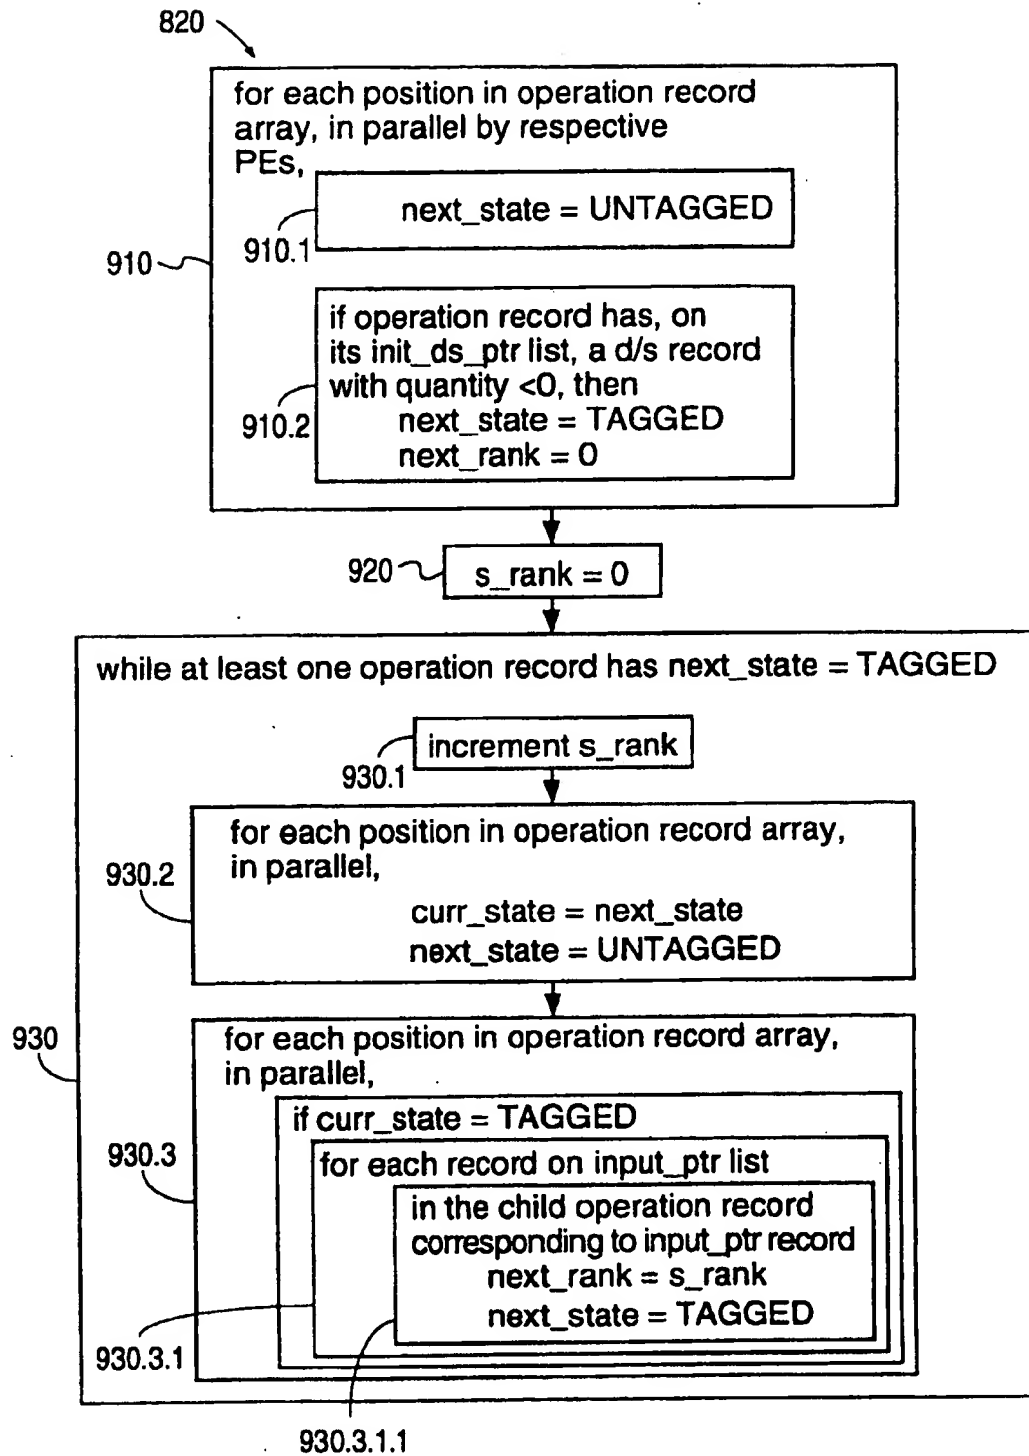 820
for each position in operation record
array, in parallel by respective
PEs,
next_state = UNTAGGED
910.1
910
if operation record has, on
its init_ds_ptr list, a d/s record
with quantity <0, then
next_state = TAGGED
next_rank = 0
910.2
920
s_rank = 0
while at least one operation record has next_state = TAGGED
increment s_rank
930.1
for each position in operation record array,
in parallel,
curr_state = next_state
next_state = UNTAGGED
930.2
930
for each position in operation record array,
in parallel,
if curr_state = TAGGED
930.3
for each record on input_ptr list
in the child operation record
corresponding to input_ptr record
next_rank = s_rank
next_state = TAGGED
930.3.1
930.3.1.1